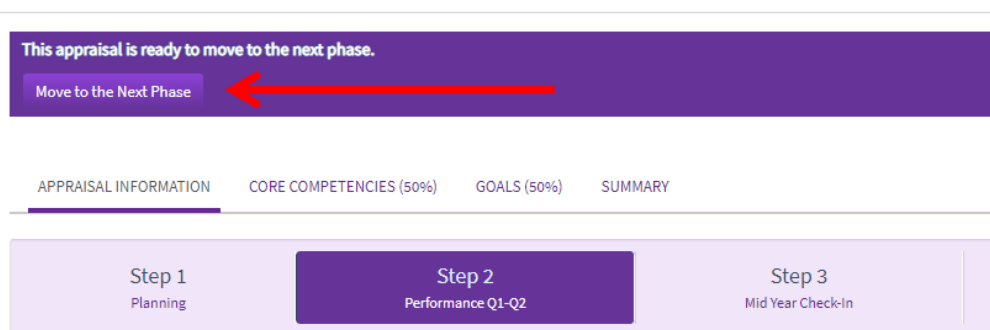 This appraisal is ready to move to the next phase.
Move to the Next Phase
APPRAISAL INFORMATION CORE COMPETENCIES (50%) GOALS (50%) SUMMARY
Step 1 Step 2 Step 3
Planning Performance Q1-Q2 Mid Year Check-In